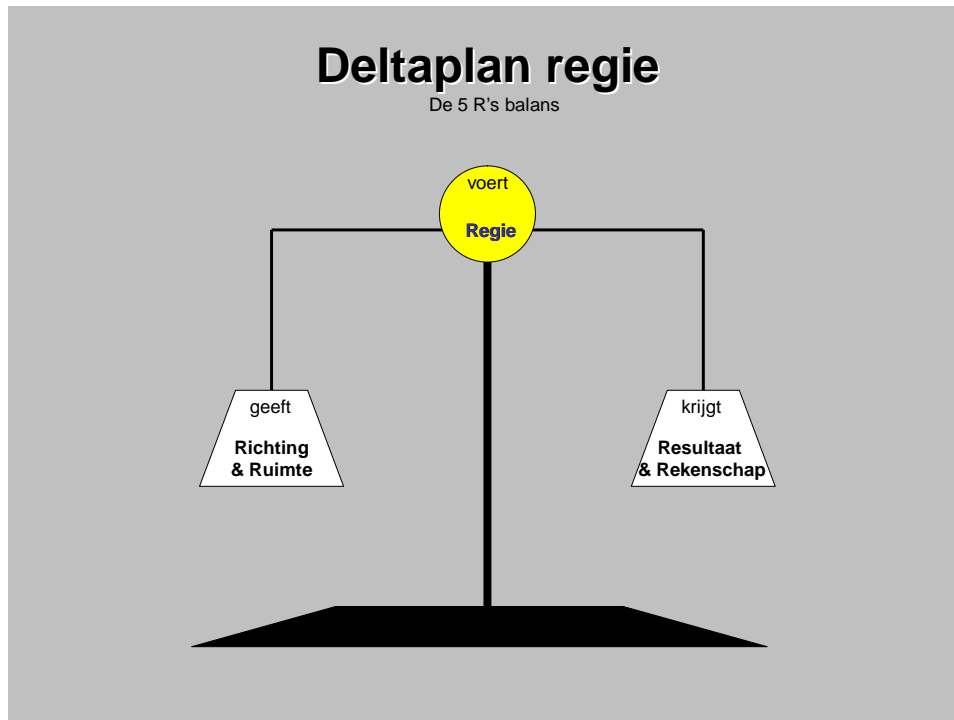 Deltaplan regie
De 5 R's balans
voert
Regie
geeft
Richting
& Ruimte
krijgt
Resultaat
& Rekenschap